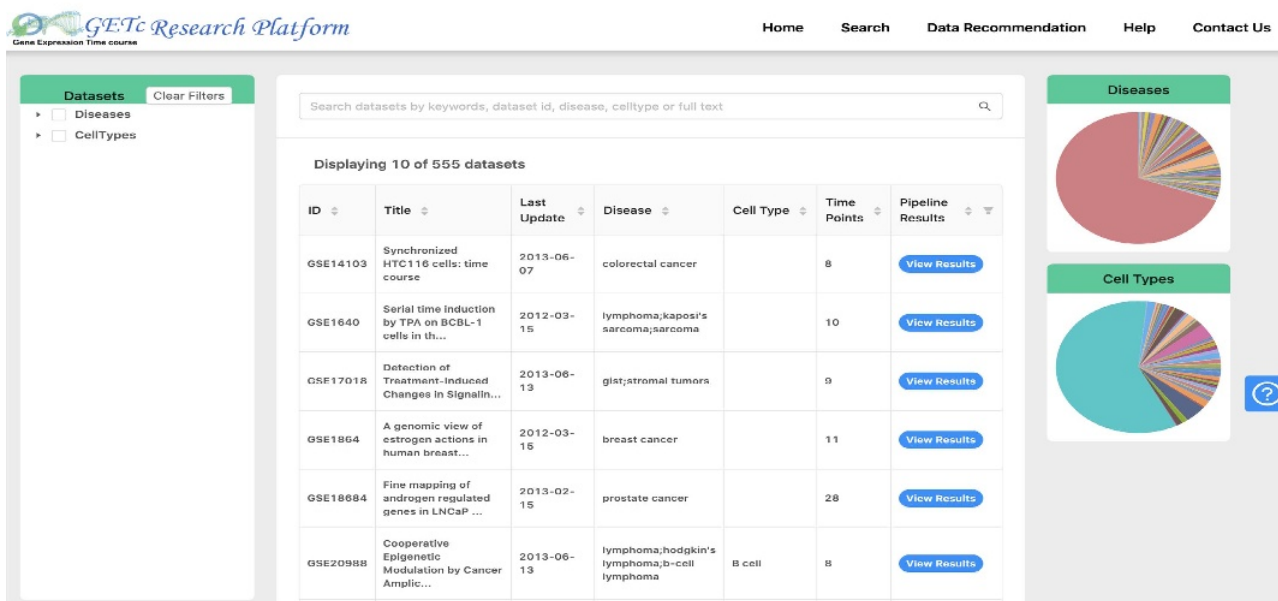 GETc Research Platform
Gene Expression Time course
Home Search Data Recommendation Help Contact Us
Datasets Clear Filters
Diseases
CellTypes
Search datasets by keywords, dataset id, disease, celltype or full text
Displaying 10 of 555 datasets
ID Title Last Update Disease Cell Type Time Points Pipeline Results
GSE14103 Synchronized HTC116 cells: time course 2013-06-07 colorectal cancer 8 View Results
GSE1640 Serial time induction by TPA on BCBL-1 cells in th... 2012-03-15 lymphoma;kaposi's sarcoma;sarcoma 10 View Results
GSE17018 Detection of Treatment-Induced Changes in Signalin... 2013-06-13 gist;stromal tumors 9 View Results
GSE1864 A genomic view of estrogen actions in human breast... 2012-03-15 breast cancer 11 View Results
GSE18684 Fine mapping of androgen regulated genes in LNCaP ... 2013-02-15 prostate cancer 28 View Results
GSE20988 Cooperative Epigenetic Modulation by Cancer Amplic... 2013-06-13 lymphoma;hodgkin's lymphoma;b-cell lymphoma B cell 8 View Results
Diseases
Cell Types
?